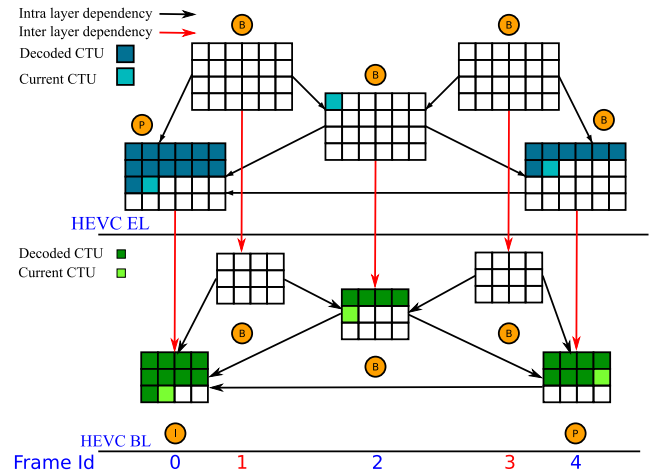 Intra layer dependency
Inter layer dependency
Decoded CTU
Current CTU
B
B
B
P
B
HEVC EL
Decoded CTU
Current CTU
B
B
B
I
P
HEVC BL
Frame Id 0 1 2 3 4